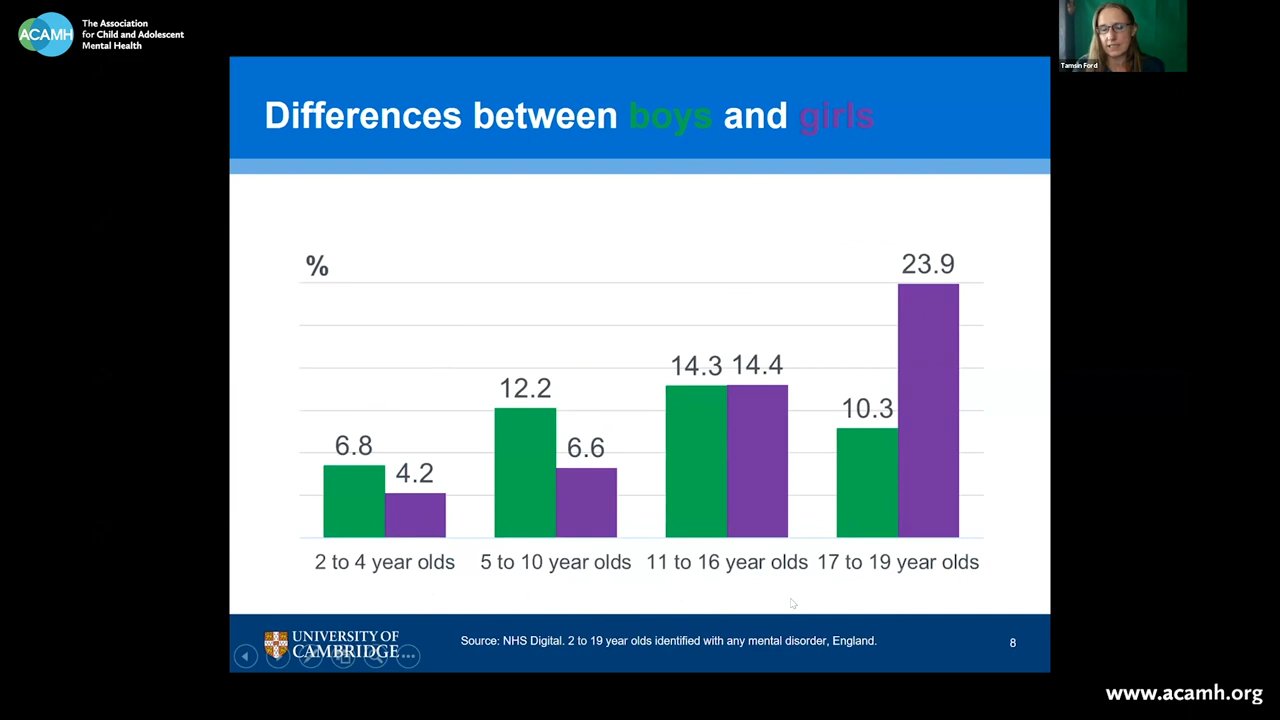 ACAMH
The Association
for Child and Adolescent
Mental Health
Tamsin Ford
Differences between boys and girls
%
6.8
4.2
12.2
6.6
14.3
14.4
10.3
23.9
2 to 4 year olds
5 to 10 year olds
11 to 16 year olds
17 to 19 year olds
UNIVERSITY OF
CAMBRIDGE
Source: NHS Digital. 2 to 19 year olds identified with any mental disorder, England.
8
www.acamh.org